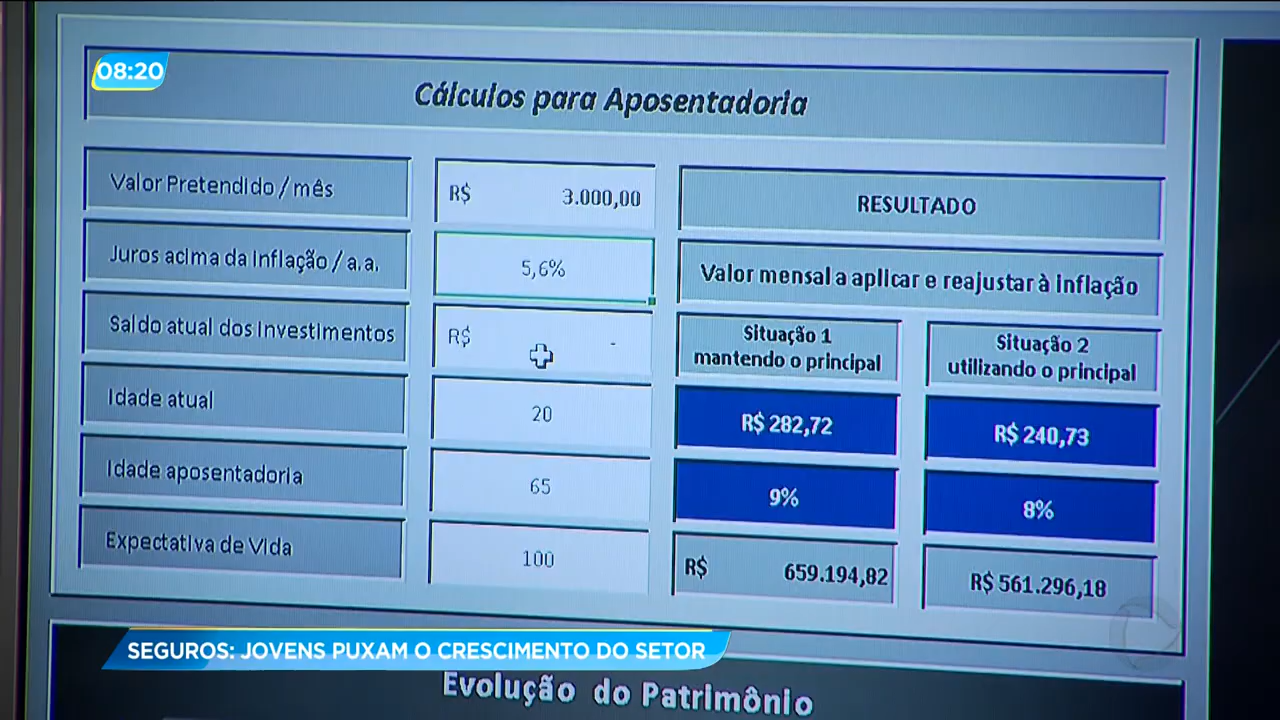 08:20
Cálculos para Aposentadoria
Valor Pretendido / mês
R$ 3.000,00
RESULTADO
Juros acima da Inflação / a.a.
5,6%
Valor mensal a aplicar e reajustar à inflação
Saldo atual dos Investimentos
R$ -
Situação 1
mantendo o principal
Situação 2
utilizando o principal
Idade atual
20
R$ 282,72
R$ 240,73
Idade aposentadoria
65
9%
8%
Expectativa de Vida
100
R$ 659.194,82
R$ 561.296,18
SEGUROS: JOVENS PUXAM O CRESCIMENTO DO SETOR
Evolução do Patrimônio